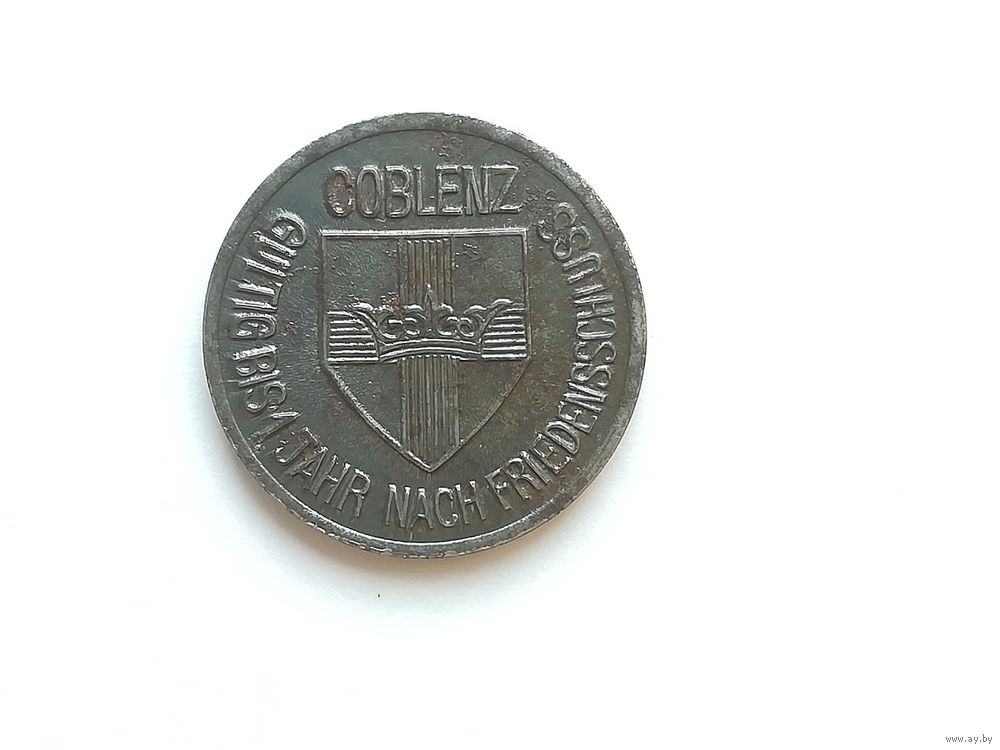 COBLENZ
GÜLTIG BIS 1 JAHR NACH FRIEDENSSCHLUSS
www.ay.by